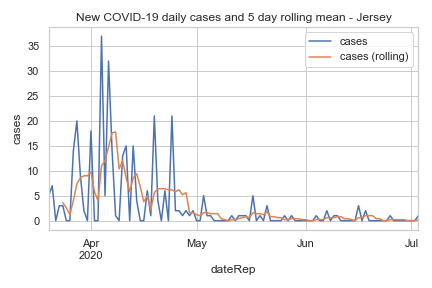 New COVID-19 daily cases and 5 day rolling mean - Jersey
cases
cases (rolling)
cases
35
30
25
20
15
10
5
0
Apr
2020
May
Jun
Jul
dateRep